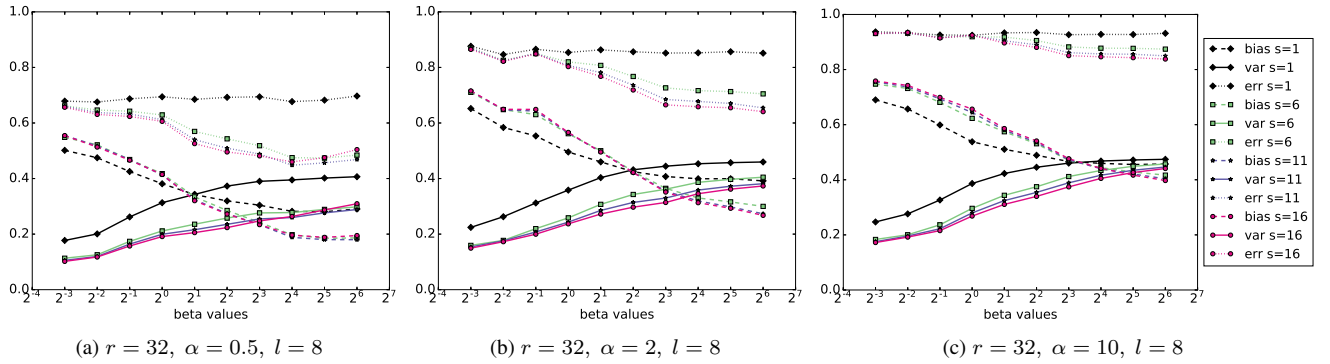 1.0
0.8
0.6
0.4
0.2
0.0
2^-4 2^-3 2^-2 2^-1 2^0 2^1 2^2 2^3 2^4 2^5 2^6 2^7
beta values
(a) r = 32, α = 0.5, l = 8
1.0
0.8
0.6
0.4
0.2
0.0
2^-4 2^-3 2^-2 2^-1 2^0 2^1 2^2 2^3 2^4 2^5 2^6 2^7
beta values
(b) r = 32, α = 2, l = 8
1.0
0.8
0.6
0.4
0.2
0.0
2^-4 2^-3 2^-2 2^-1 2^0 2^1 2^2 2^3 2^4 2^5 2^6 2^7
beta values
(c) r = 32, α = 10, l = 8
bias s=1
var s=1
err s=1
bias s=6
var s=6
err s=6
bias s=11
var s=11
err s=11
bias s=16
var s=16
err s=16